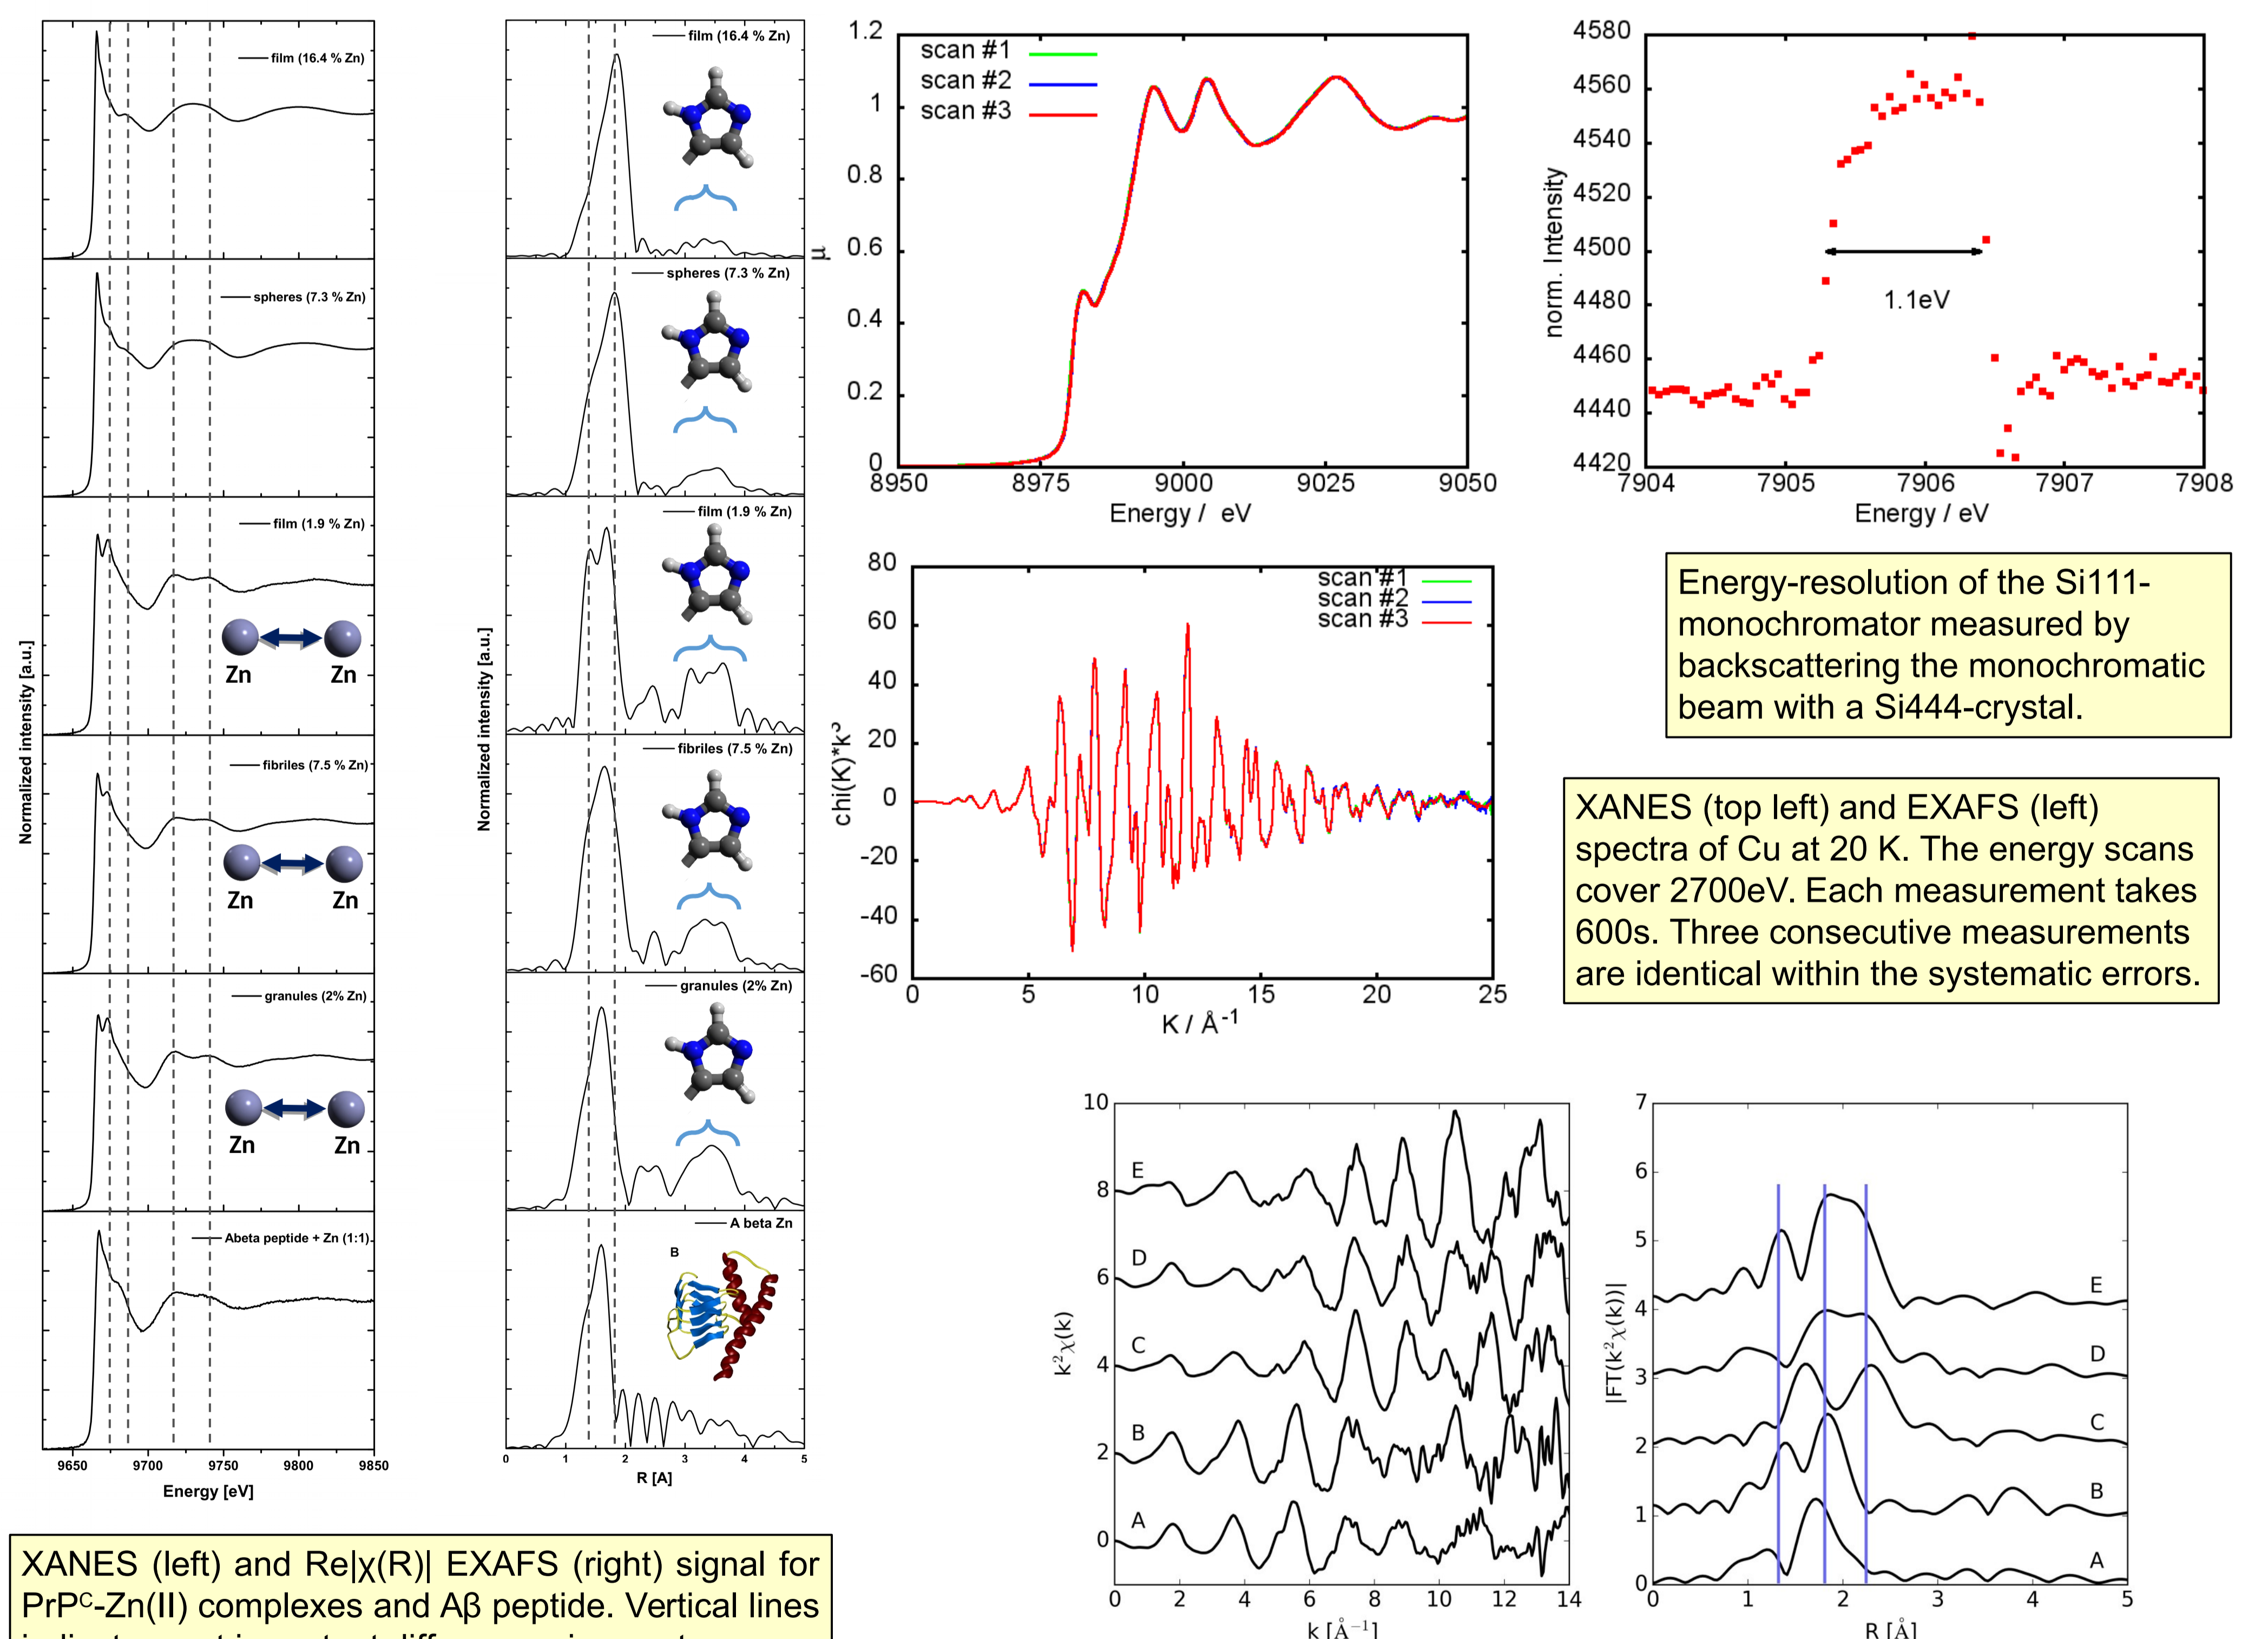 film (16.4 % Zn)
spheres (7.3 % Zn)
film (1.9 % Zn)
Zn Zn
fibriles (7.5 % Zn)
Zn Zn
granules (2% Zn)
Zn Zn
Abeta peptide + Zn (1:1)
Normalized intensity [a.u.]
9650 9700 9750 9800 9850
Energy [eV]
film (16.4 % Zn)
spheres (7.3 % Zn)
film (1.9 % Zn)
fibriles (7.5 % Zn)
granules (2% Zn)
A beta Zn
B
Normalized intensity [a.u.]
0 1 2 3 4 5
R [A]
XANES (left) and Re|χ(R)| EXAFS (right) signal for
PrPᶜ-Zn(II) complexes and Aβ peptide. Vertical lines
scan #1
scan #2
scan #3
1.2
1
0.8
0.6
0.4
0.2
0
μ
8950 8975 9000 9025 9050
Energy / eV
4580
4560
4540
4520
4500
4480
4460
4440
4420
norm. Intensity
1.1eV
7904 7905 7906 7907 7908
Energy / eV
scan #1
scan #2
scan #3
80
60
40
20
0
-20
-40
-60
chi(K)*k³
0 5 10 15 20 25
K / Å⁻¹
Energy-resolution of the Si111-
monochromator measured by
backscattering the monochromatic
beam with a Si444-crystal.
XANES (top left) and EXAFS (left)
spectra of Cu at 20 K. The energy scans
cover 2700eV. Each measurement takes
600s. Three consecutive measurements
are identical within the systematic errors.
10
8
6
4
2
0
k²χ(k)
E
D
C
B
A
0 2 4 6 8 10 12 14
k [Å⁻¹]
7
6
5
4
3
2
1
0
|FT(k²χ(k))|
E
D
C
B
A
0 1 2 3 4 5
R [Å]